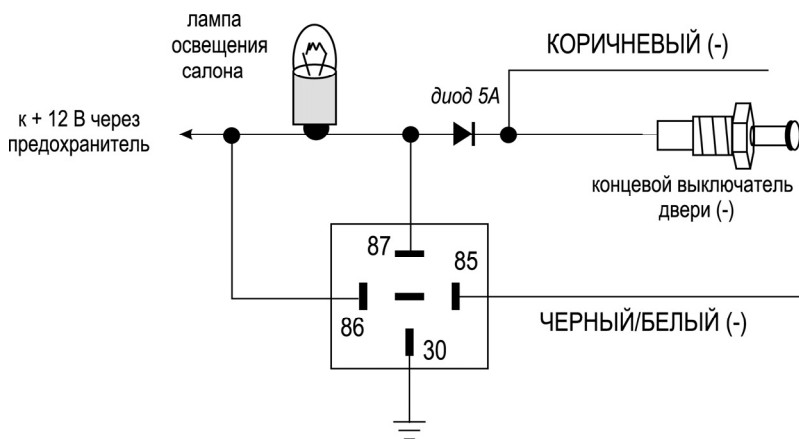 лампа
освещения
салона
КОРИЧНЕВЫЙ (-)
диод 5А
к + 12 В через
предохранитель
концевой выключатель
двери (-)
87
85
86
30
ЧЕРНЫЙ/БЕЛЫЙ (-)